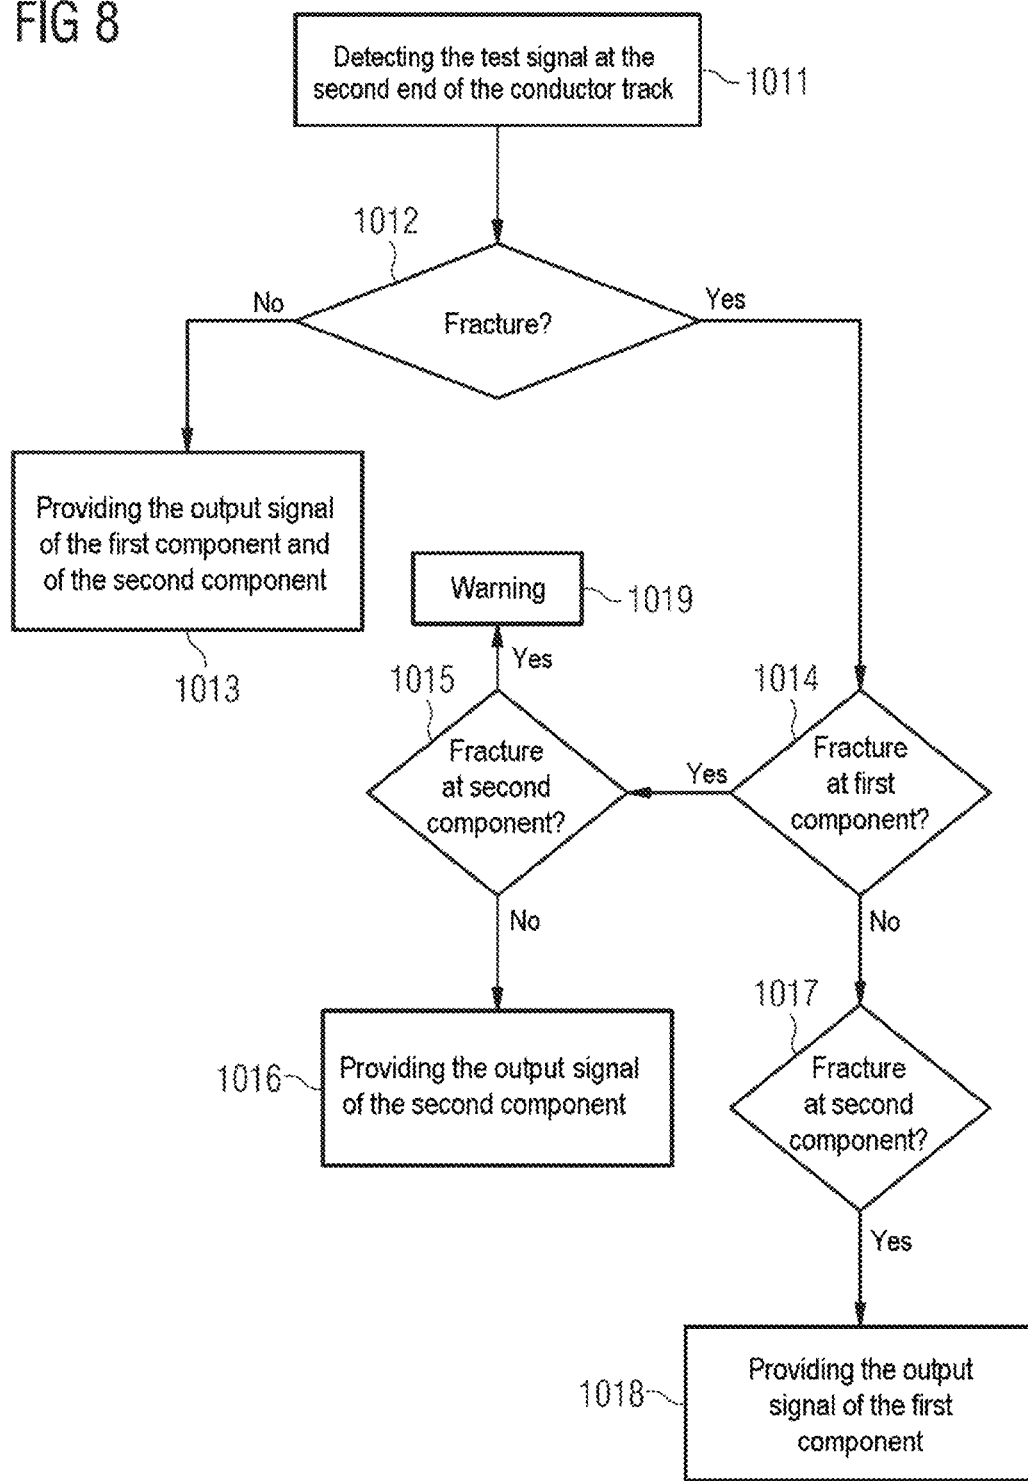 FIG 8
Detecting the test signal at the
second end of the conductor track
1011
1012
No
Yes
Fracture?
Providing the output signal
of the first component and
of the second component
1013
Warning
1019
Yes
1015
Fracture
at second
component?
Yes
1014
Fracture
at first
component?
No
No
1016
Providing the output signal
of the second component
1017
Fracture
at second
component?
Yes
1018
Providing the output
signal of the first
component